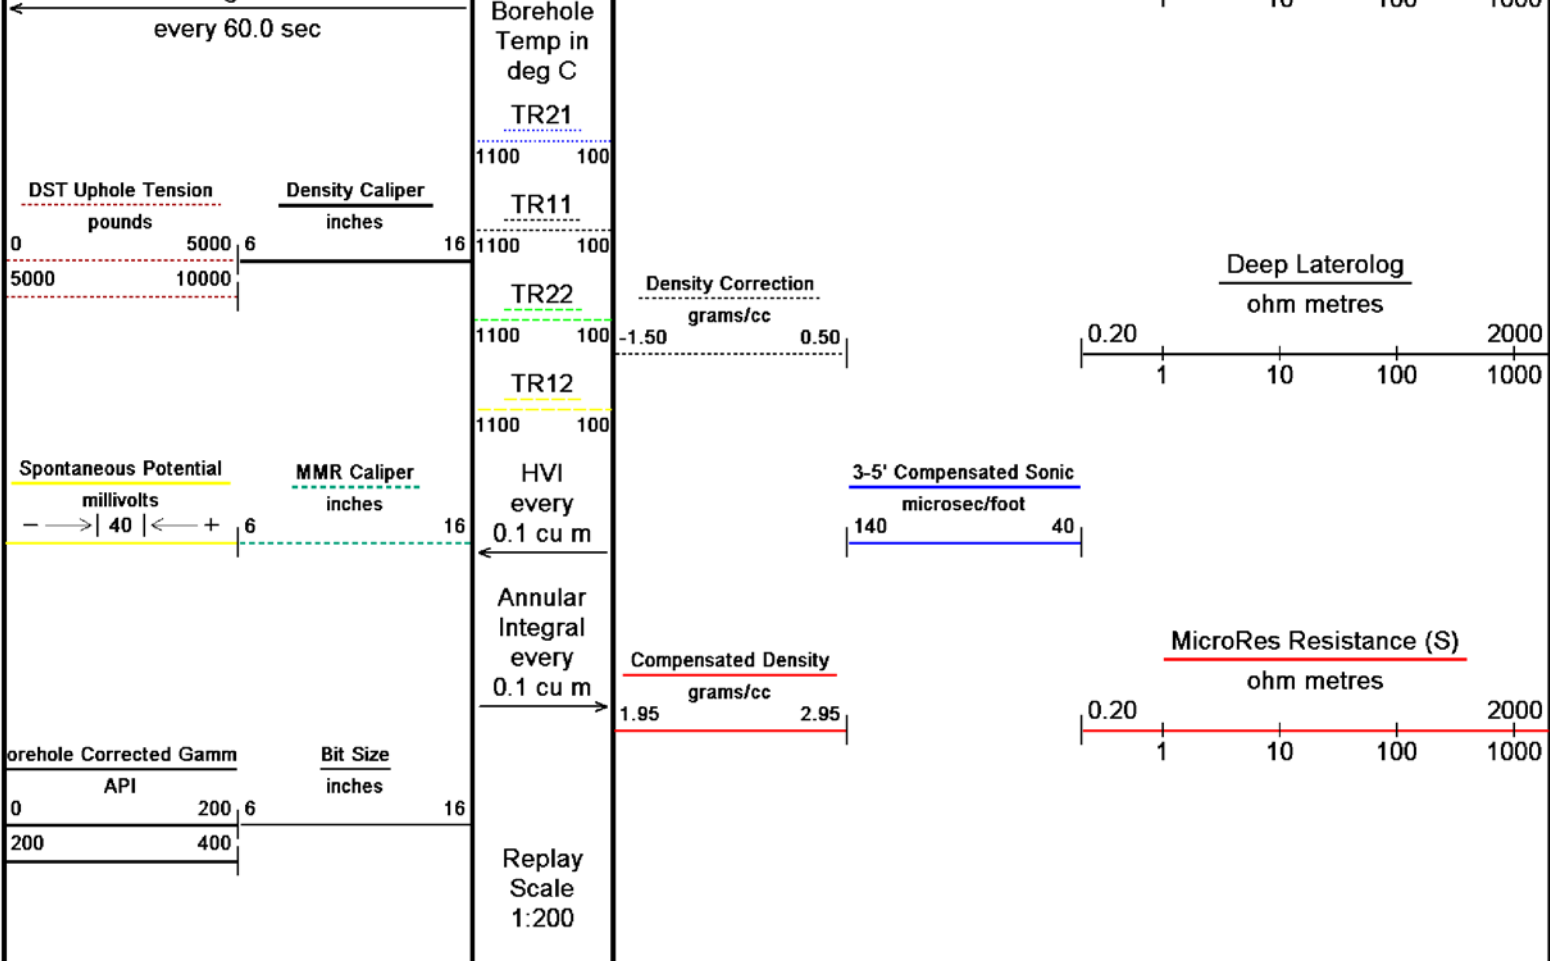 every 60.0 sec
Borehole
Temp in
deg C
TR21
1100 100
DST Uphole Tension
pounds
0 5000
5000 10000
Density Caliper
inches
6 16
TR11
1100 100
TR22
1100 100
TR12
1100 100
Density Correction
grams/cc
-1.50 0.50
Deep Laterolog
ohm metres
0.20 2000
1 10 100 1000
Spontaneous Potential
millivolts
− 40 +
MMR Caliper
inches
6 16
HVI
every
0.1 cu m
3-5' Compensated Sonic
microsec/foot
140 40
Annular
Integral
every
0.1 cu m
Compensated Density
grams/cc
1.95 2.95
MicroRes Resistance (S)
ohm metres
0.20 2000
1 10 100 1000
orehole Corrected Gamm
API
0 200
200 400
Bit Size
inches
6 16
Replay
Scale
1:200